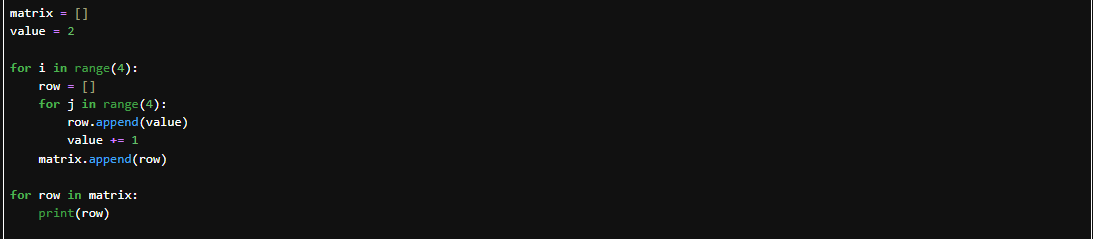 matrix = []
value = 2

for i in range(4):
    row = []
    for j in range(4):
        row.append(value)
        value += 1
    matrix.append(row)

for row in matrix:
    print(row)